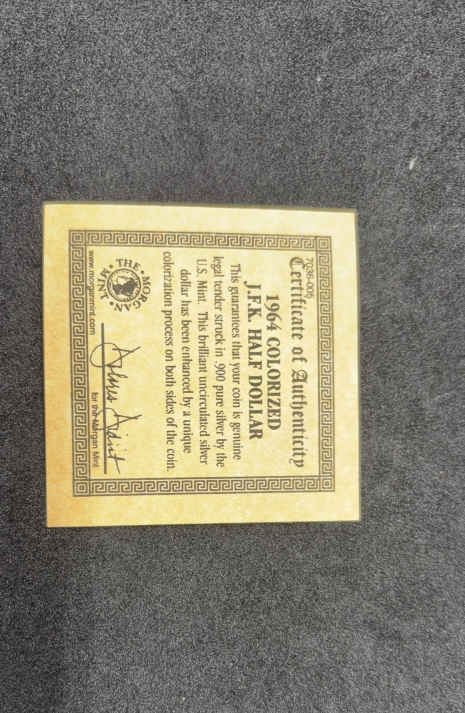 7036-005
Certificate of Authenticity
1964 COLORIZED
J.F.K. HALF DOLLAR
This guarantees that your coin is genuine
legal tender struck in .900 pure silver by the
U.S. Mint. This brilliant uncirculated silver
dollar has been enhanced by a unique
colorization process on both sides of the coin.
• THE • MORGAN MINT
for the Morgan Mint
www.morganmint.com